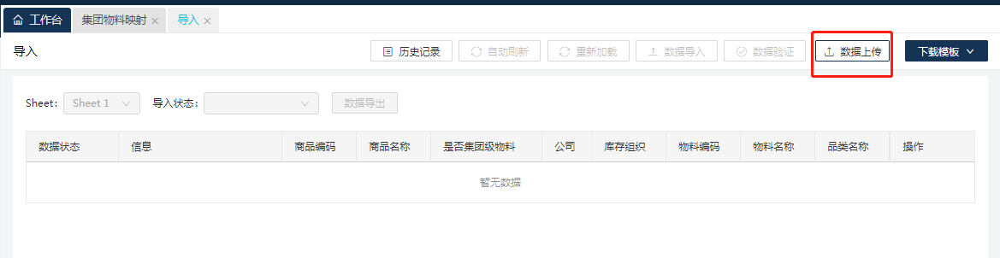 工作台 集团物料映射 导入
导入 历史记录 自动刷新 重新加载 数据导入 数据验证 数据上传 下载模板
Sheet: Sheet 1 导入状态: 数据导出
数据状态 信息 商品编码 商品名称 是否集团级物料 公司 库存组织 物料编码 物料名称 品类名称 操作
暂无数据